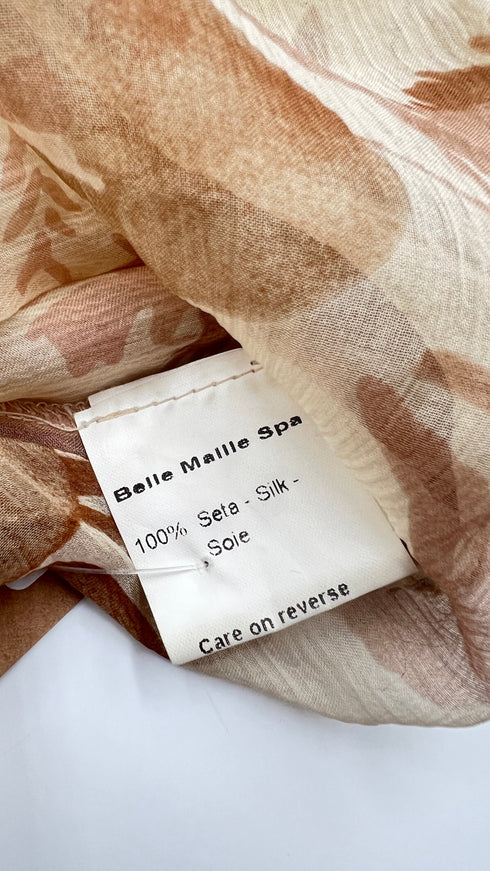 Belle Maille Spa
100% Seta - Silk -
Soie
Care on reverse